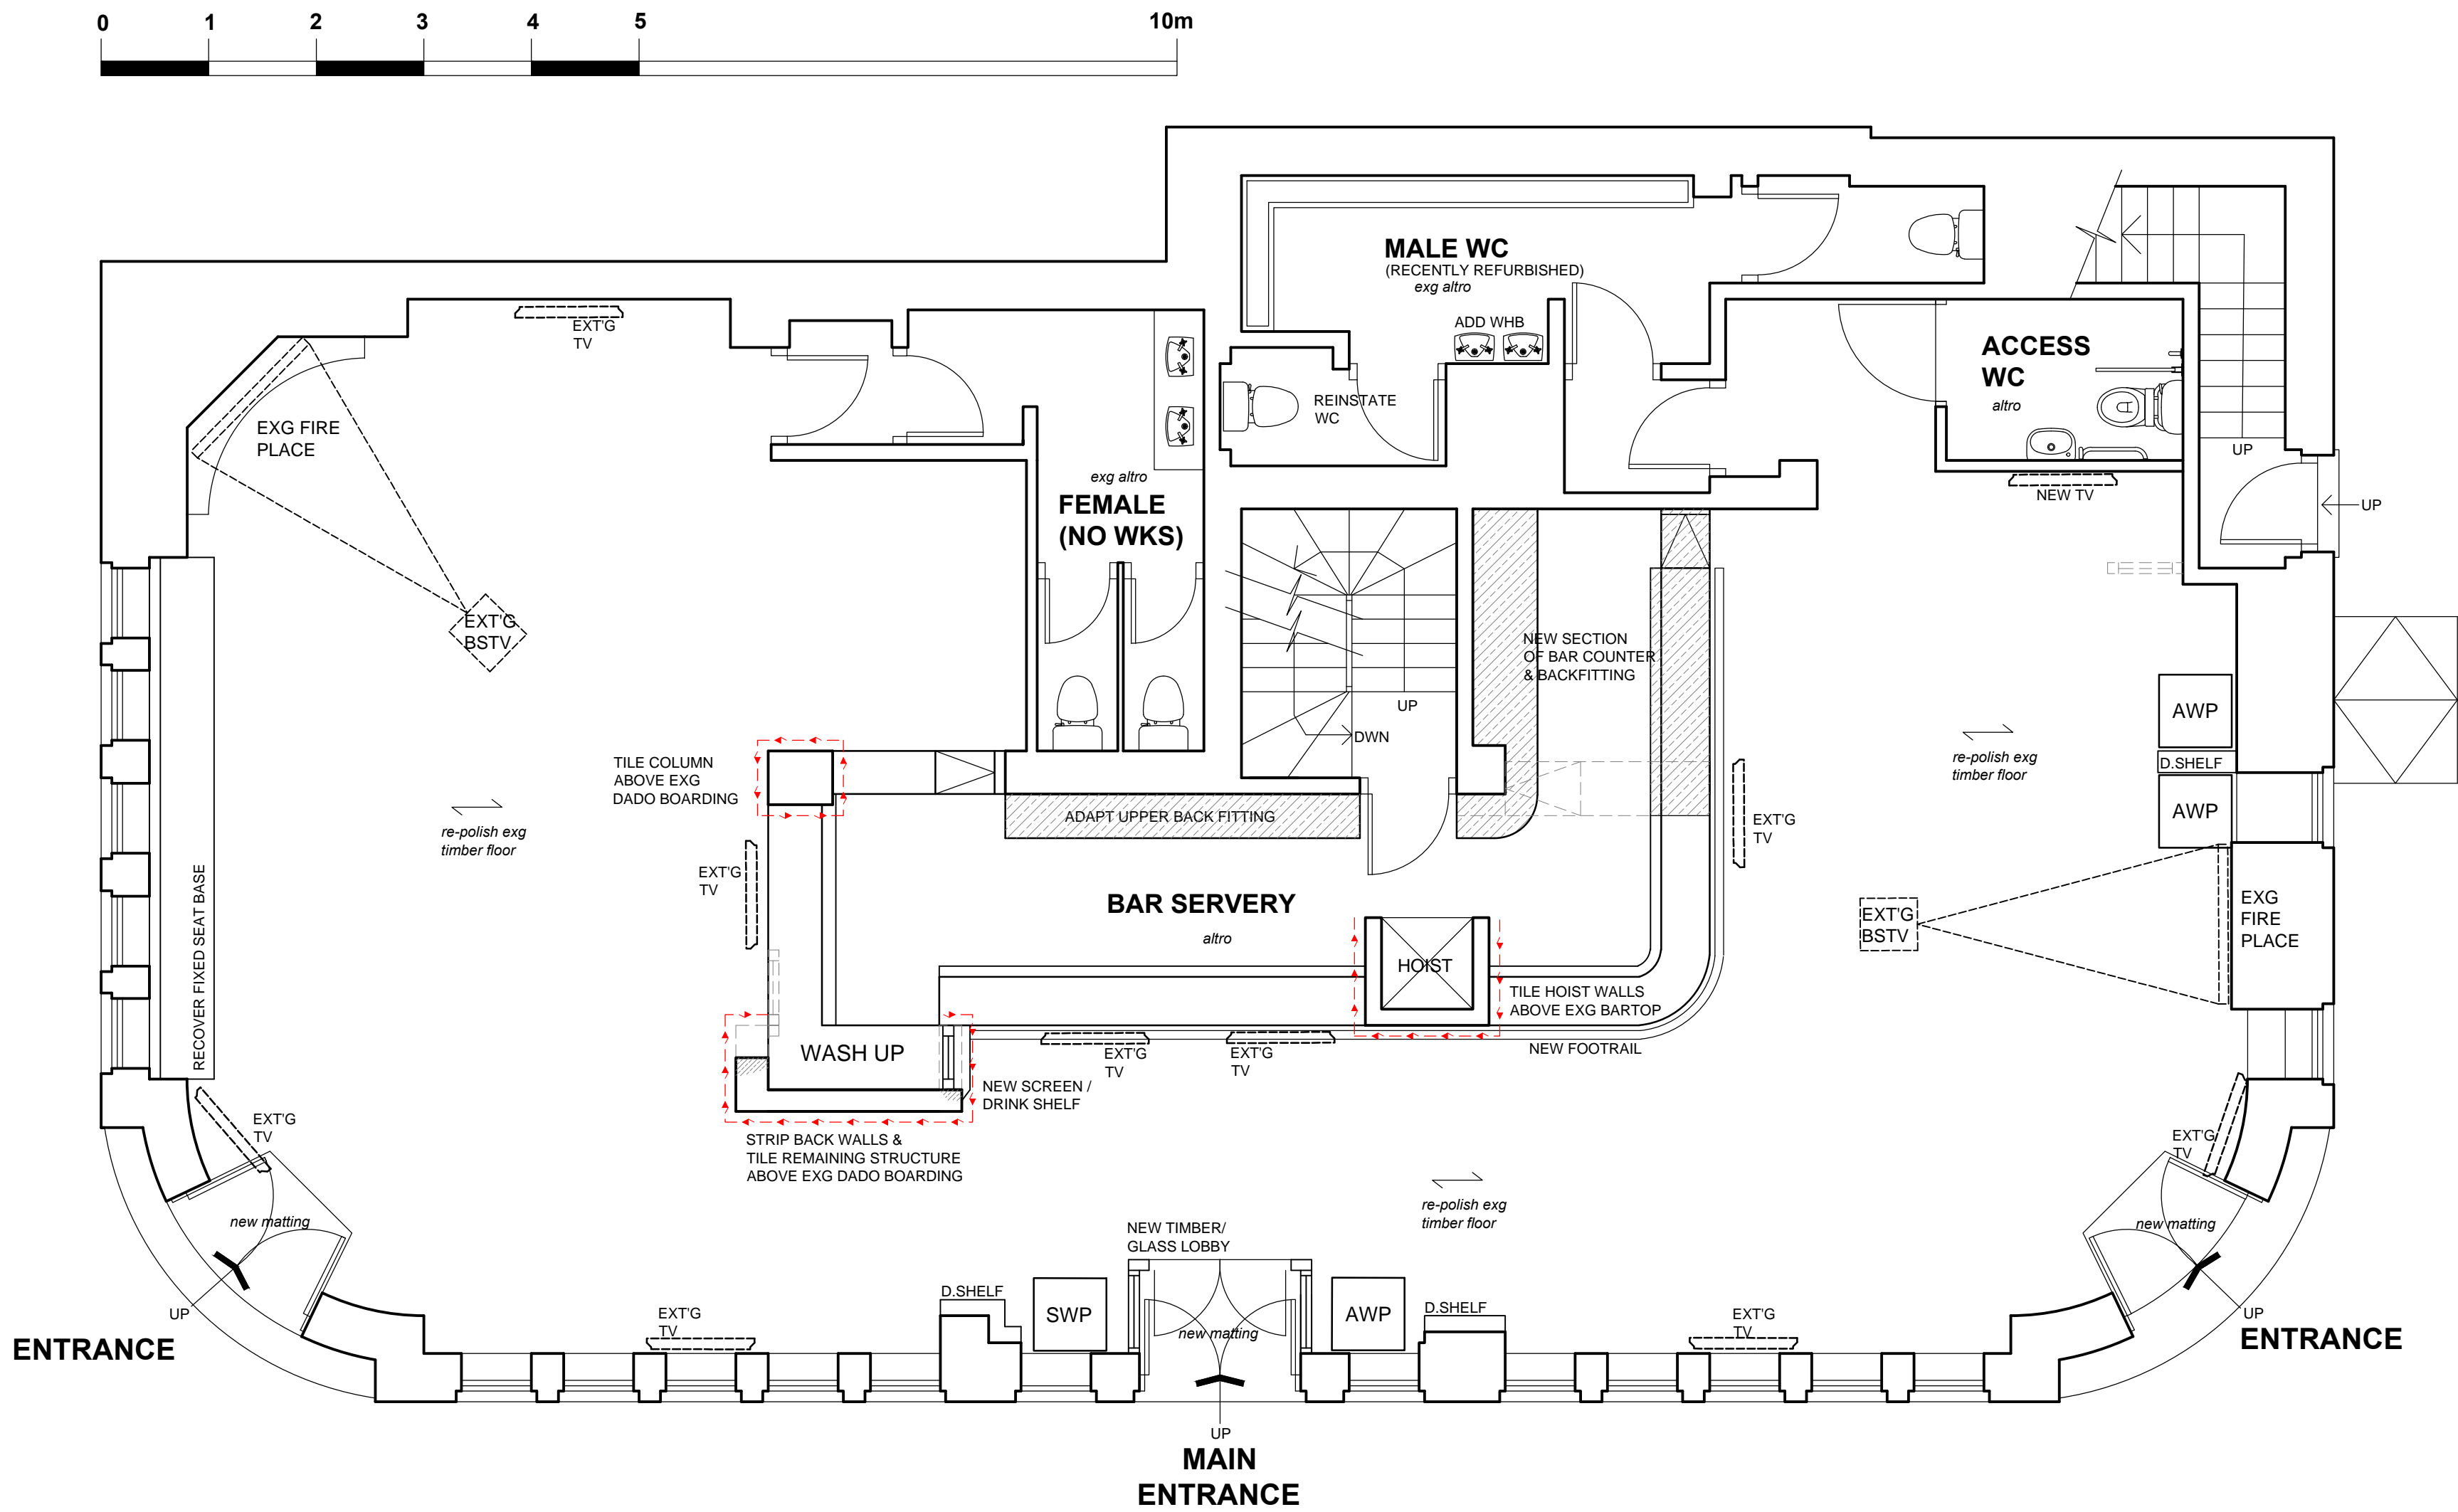 0 1 2 3 4 5 10m
MALE WC
(RECENTLY REFURBISHED)
exg altro
ADD WHB
EXT'G
TV
ACCESS
WC
altro
REINSTATE
WC
EXG FIRE
PLACE
UP
exg altro
FEMALE
(NO WKS)
NEW TV
UP
EXT'G
BSTV
NEW SECTION
OF BAR COUNTER
& BACKFITTING
UP
DWN
AWP
D.SHELF
AWP
re-polish exg
timber floor
TILE COLUMN
ABOVE EXG
DADO BOARDING
ADAPT UPPER BACK FITTING
EXT'G
TV
re-polish exg
timber floor
EXT'G
TV
RECOVER FIXED SEAT BASE
BAR SERVERY
altro
EXT'G
BSTV
EXG
FIRE
PLACE
HOIST
TILE HOIST WALLS
ABOVE EXG BARTOP
WASH UP
EXT'G
TV
EXT'G
TV
NEW FOOTRAIL
NEW SCREEN /
DRINK SHELF
EXT'G
TV
EXT'G
TV
STRIP BACK WALLS &
TILE REMAINING STRUCTURE
ABOVE EXG DADO BOARDING
new matting
NEW TIMBER/
GLASS LOBBY
re-polish exg
timber floor
new matting
UP
D.SHELF
SWP
new matting
AWP
D.SHELF
EXT'G
TV
EXT'G
TV
UP
ENTRANCE
ENTRANCE
UP
MAIN
ENTRANCE